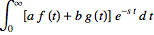 ∫₀^∞ [a f(t) + b g(t)] e^{-s t} d t